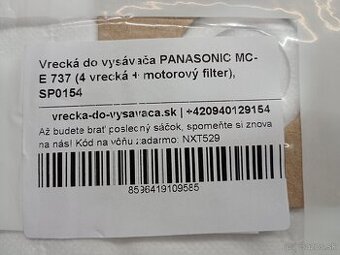 Vrecká do vysávača PANASONIC MC-
E 737 (4 vrecká + motorový filter),
SP0154
vrecka-do-vysavaca.sk | +420940129154
Až budete brať posledný sáčok, spomeňte si znova
na nás! Kód na vôňu zadarmo: NXT529
8596419109585